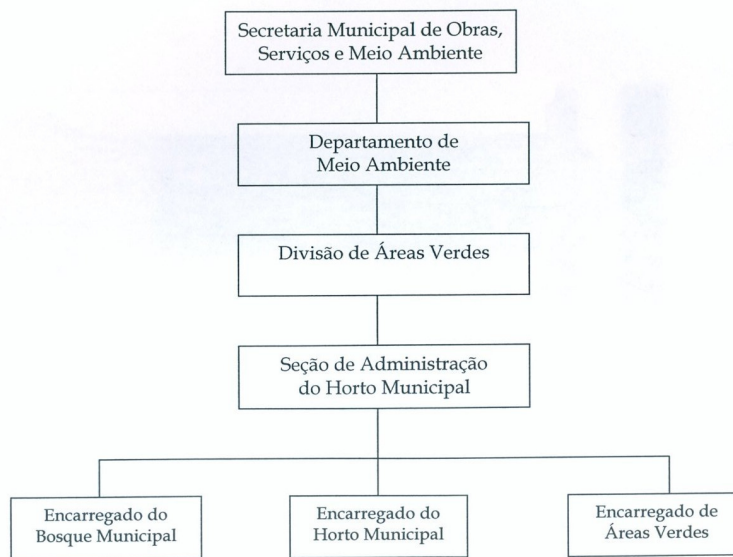 Secretaria Municipal de Obras,
Serviços e Meio Ambiente
Departamento de
Meio Ambiente
Divisão de Áreas Verdes
Seção de Administração
do Horto Municipal
Encarregado do
Bosque Municipal
Encarregado do
Horto Municipal
Encarregado de
Áreas Verdes